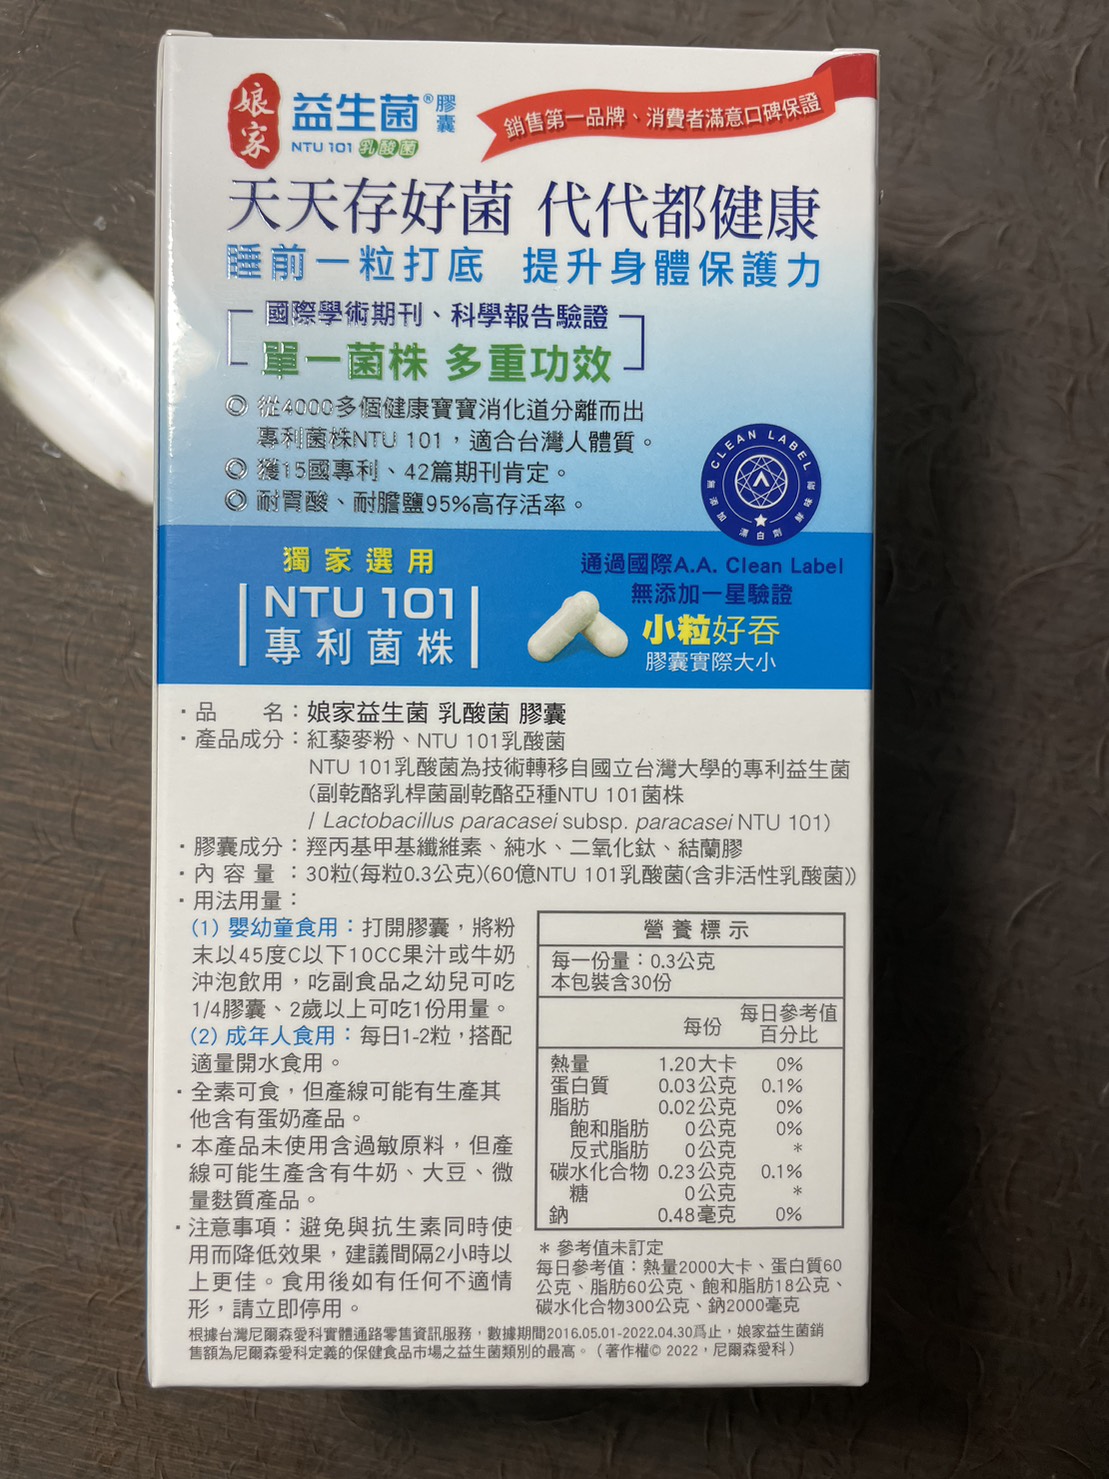 娘家
益生菌®膠囊
NTU 101 乳酸菌
銷售第一品牌、消費者滿意口碑保證
天天存好菌 代代都健康
睡前一粒打底 提升身體保護力
國際學術期刊、科學報告驗證
單一菌株 多重功效
◎ 從4000多個健康寶寶消化道分離而出
專利菌株NTU 101，適合台灣人體質。
◎ 獲15國專利、42篇期刊肯定。
◎ 耐胃酸、耐膽鹽95%高存活率。
CLEAN LABEL
無添加
漂白劑
獨家選用
NTU 101
專利菌株
通過國際A.A. Clean Label
無添加一星驗證
小粒好吞
膠囊實際大小
・品　　名：娘家益生菌 乳酸菌 膠囊
・產品成分：紅藜麥粉、NTU 101乳酸菌
NTU 101乳酸菌為技術轉移自國立台灣大學的專利益生菌
（副乾酪乳桿菌副乾酪亞種NTU 101菌株
/ Lactobacillus paracasei subsp. paracasei NTU 101）
・膠囊成分：羥丙基甲基纖維素、純水、二氧化鈦、結蘭膠
・內容量：30粒(每粒0.3公克)(60億NTU 101乳酸菌(含非活性乳酸菌))
・用法用量：
(1) 嬰幼童食用：打開膠囊，將粉
末以45度C以下10CC果汁或牛奶
沖泡飲用，吃副食品之幼兒可吃
1/4膠囊、2歲以上可吃1份用量。
(2) 成年人食用：每日1-2粒，搭配
適量開水食用。
・全素可食，但產線可能有生產其
他含有蛋奶產品。
・本產品未使用含過敏原料，但產
線可能生產含有牛奶、大豆、微
量麩質產品。
・注意事項：避免與抗生素同時使
用而降低效果，建議間隔2小時以
上更佳。食用後如有任何不適情
形，請立即停用。
營養標示
每一份量：0.3公克
本包裝含30份
每份 每日參考值百分比
熱量 1.20大卡 0%
蛋白質 0.03公克 0.1%
脂肪 0.02公克 0%
飽和脂肪 0公克 0%
反式脂肪 0公克 *
碳水化合物 0.23公克 0.1%
糖 0公克 *
鈉 0.48毫克 0%
＊參考值未訂定
每日參考值：熱量2000大卡、蛋白質60
公克、脂肪60公克、飽和脂肪18公克、
碳水化合物300公克、鈉2000毫克
根據台灣尼爾森愛科實體通路零售資訊服務，數據期間2016.05.01-2022.04.30爲止，娘家益生菌銷
售額為尼爾森愛科定義的保健食品市場之益生菌類別的最高。（著作權© 2022，尼爾森愛科）